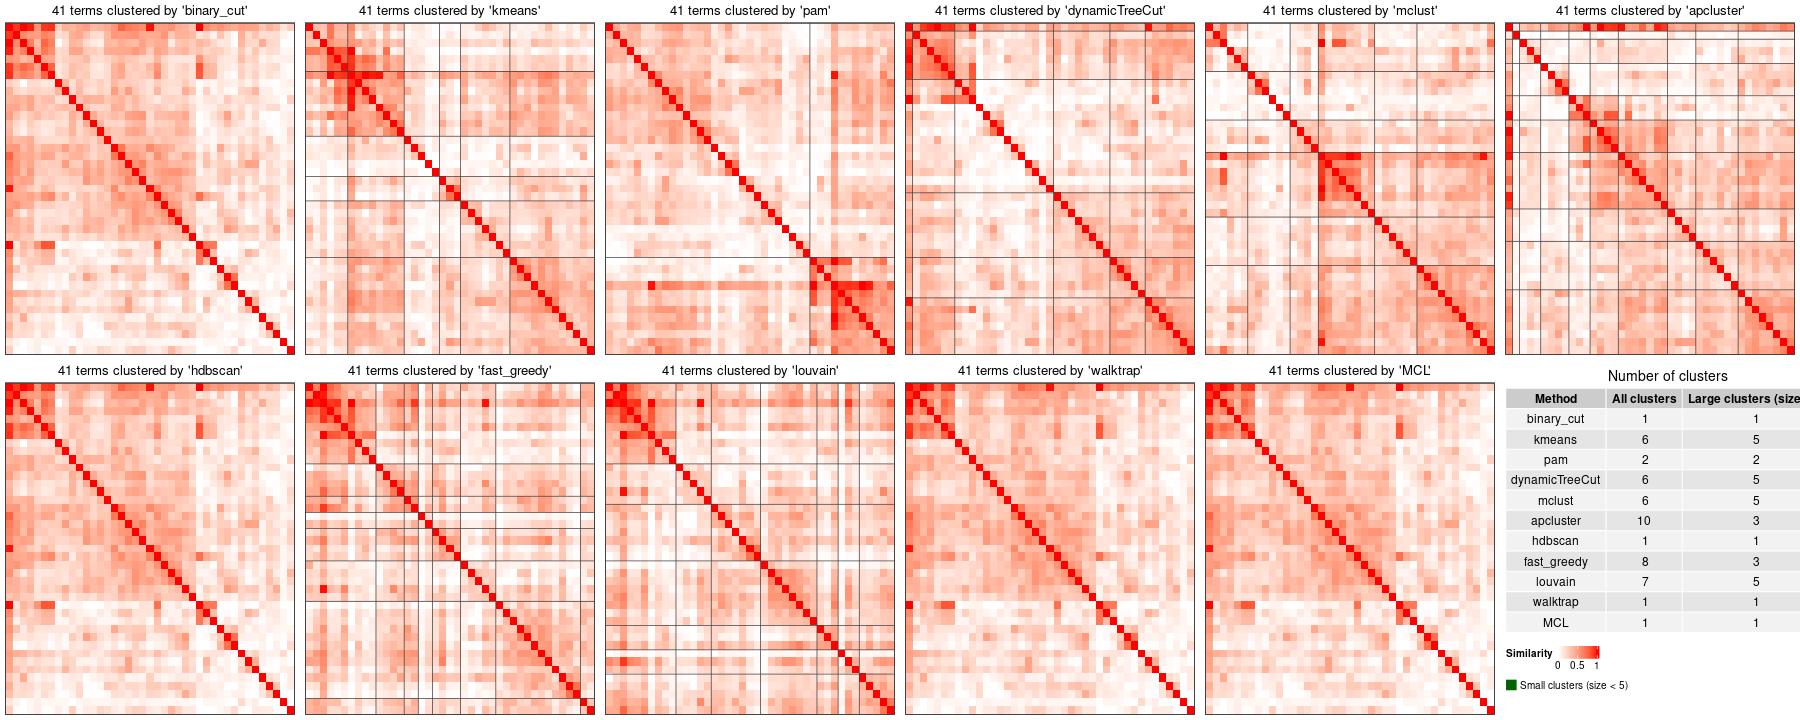 41 terms clustered by 'binary_cut'
41 terms clustered by 'kmeans'
41 terms clustered by 'pam'
41 terms clustered by 'dynamicTreeCut'
41 terms clustered by 'mclust'
41 terms clustered by 'apcluster'
41 terms clustered by 'hdbscan'
41 terms clustered by 'fast_greedy'
41 terms clustered by 'louvain'
41 terms clustered by 'walktrap'
41 terms clustered by 'MCL'
Number of clusters
Method All clusters Large clusters (size
binary_cut 1 1
kmeans 6 5
pam 2 2
dynamicTreeCut 6 5
mclust 6 5
apcluster 10 3
hdbscan 1 1
fast_greedy 8 3
louvain 7 5
walktrap 1 1
MCL 1 1
Similarity
0 0.5 1
Small clusters (size < 5)